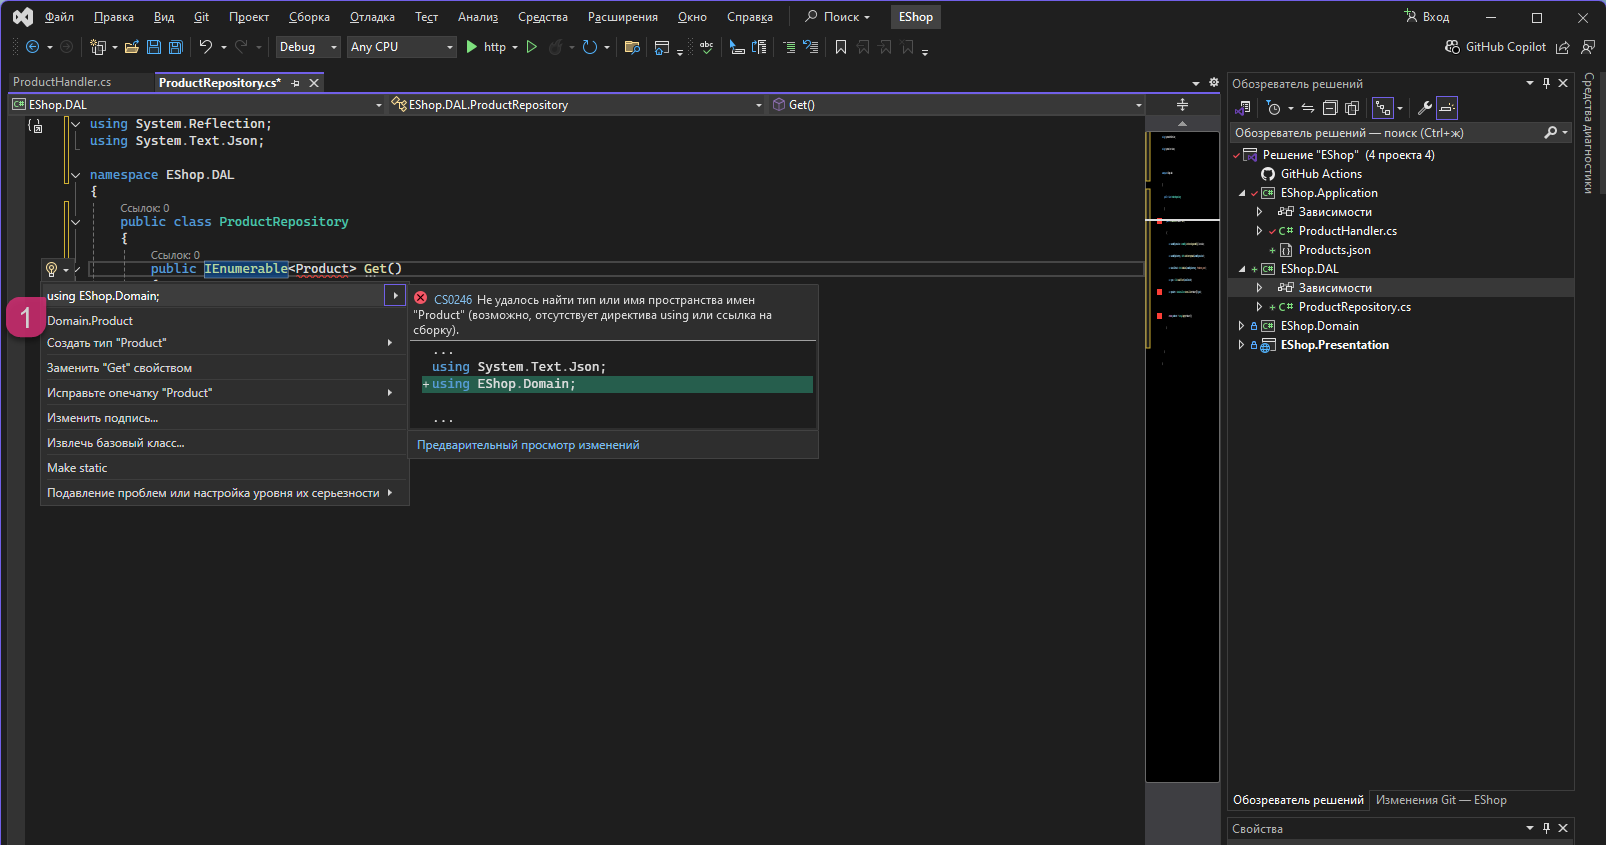 Файл Правка Вид Git Проект Сборка Отладка Тест Анализ Средства Расширения Окно Справка Поиск EShop Вход
Debug Any CPU http abc GitHub Copilot
ProductHandler.cs ProductRepository.cs*
C# EShop.DAL EShop.DAL.ProductRepository Get()
using System.Reflection;
using System.Text.Json;
namespace EShop.DAL
{
Ссылок: 0
public class ProductRepository
{
Ссылок: 0
public IEnumerable<Product> Get()
1
using EShop.Domain;
Domain.Product
Создать тип "Product"
Заменить "Get" свойством
Исправьте опечатку "Product"
Изменить подпись...
Извлечь базовый класс...
Make static
Подавление проблем или настройка уровня их серьезности
CS0246 Не удалось найти тип или имя пространства имен
"Product" (возможно, отсутствует директива using или ссылка на
сборку).
...
using System.Text.Json;
+using EShop.Domain;
...
Предварительный просмотр изменений
Обозреватель решений
Обозреватель решений — поиск (Ctrl+ж)
Решение "EShop" (4 проекта 4)
GitHub Actions
C# EShop.Application
Зависимости
C# ProductHandler.cs
+ Products.json
+ C# EShop.DAL
Зависимости
+ C# ProductRepository.cs
C# EShop.Domain
EShop.Presentation
Обозреватель решений Изменения Git — EShop
Свойства
Средства диагностики